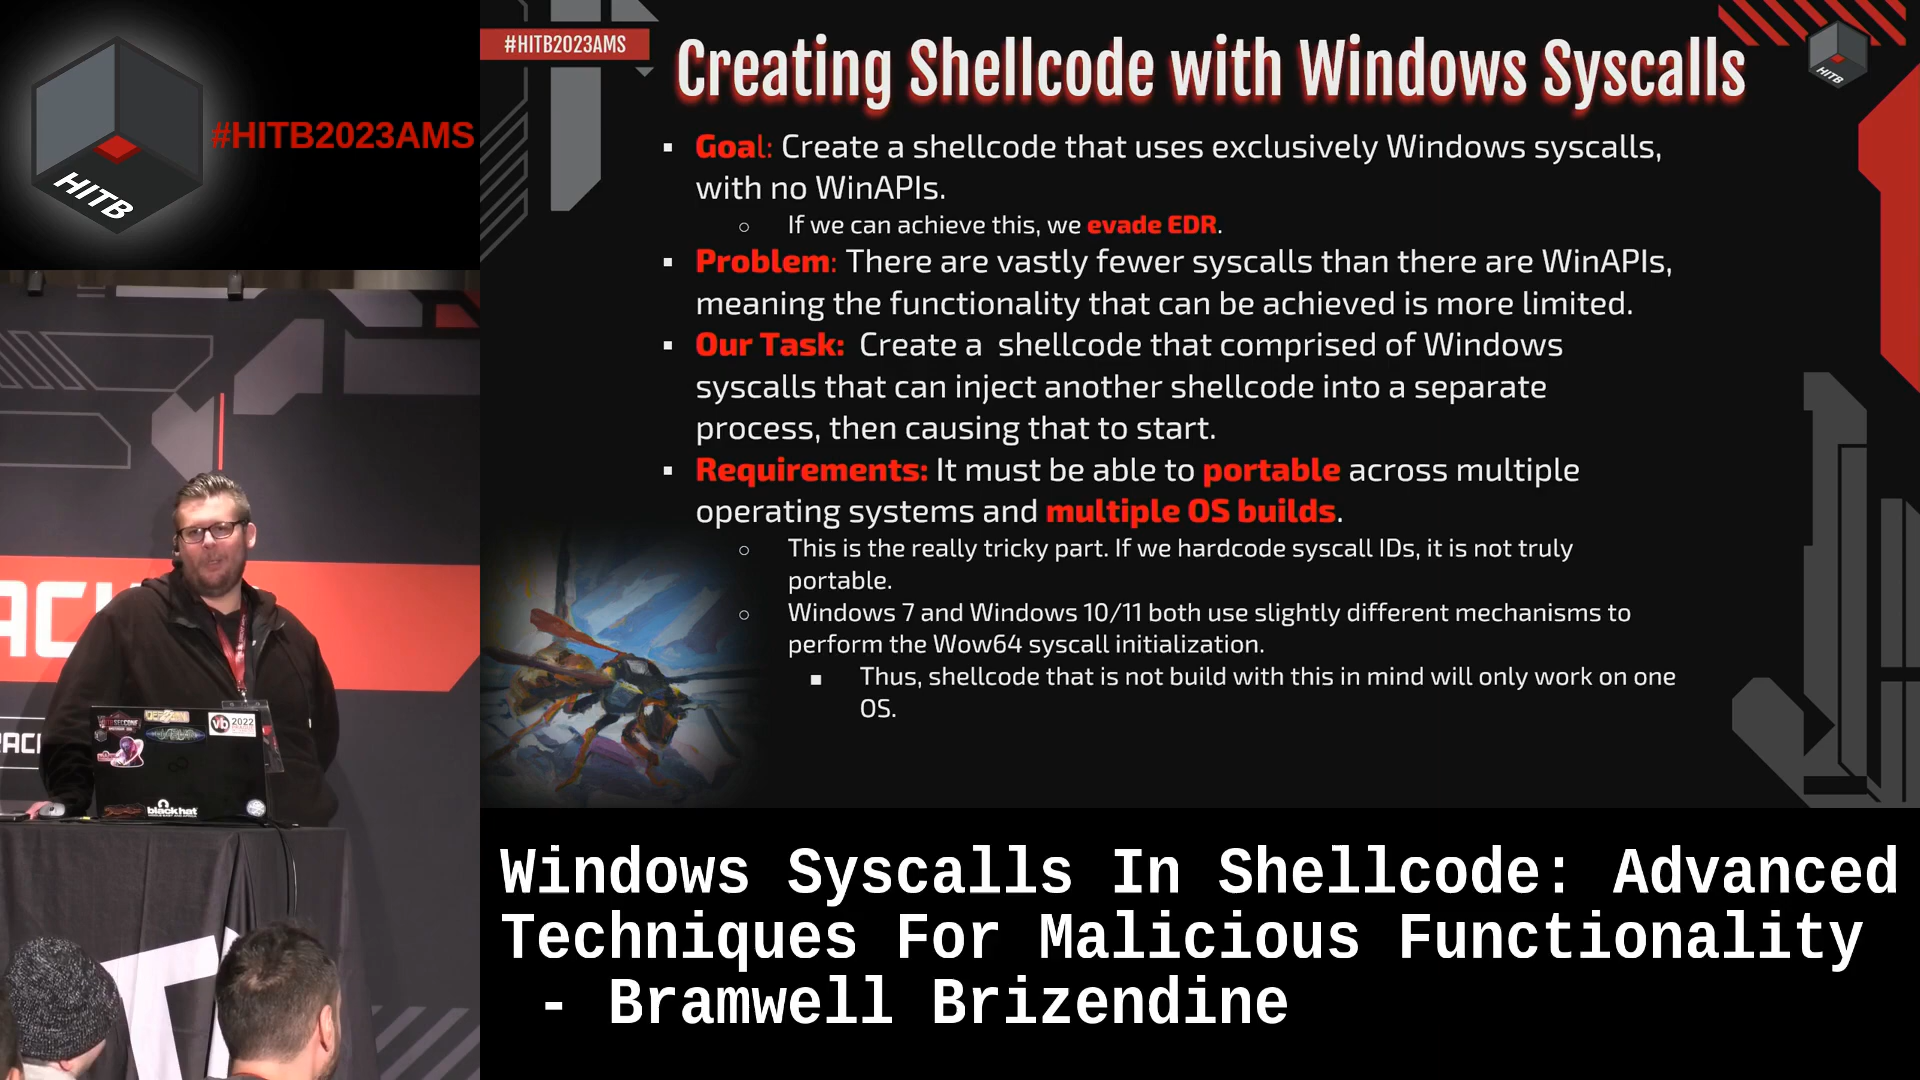 HITB
#HITB2023AMS
#HITB2023AMS
Creating Shellcode with Windows Syscalls
HITB
▪ Goal: Create a shellcode that uses exclusively Windows syscalls,
with no WinAPIs.
○ If we can achieve this, we evade EDR.
▪ Problem: There are vastly fewer syscalls than there are WinAPIs,
meaning the functionality that can be achieved is more limited.
▪ Our Task: Create a shellcode that comprised of Windows
syscalls that can inject another shellcode into a separate
process, then causing that to start.
▪ Requirements: It must be able to portable across multiple
operating systems and multiple OS builds.
○ This is the really tricky part. If we hardcode syscall IDs, it is not truly
portable.
○ Windows 7 and Windows 10/11 both use slightly different mechanisms to
perform the Wow64 syscall initialization.
▪ Thus, shellcode that is not build with this in mind will only work on one
OS.
vb 2022
blackhat
Windows Syscalls In Shellcode: Advanced
Techniques For Malicious Functionality
- Bramwell Brizendine